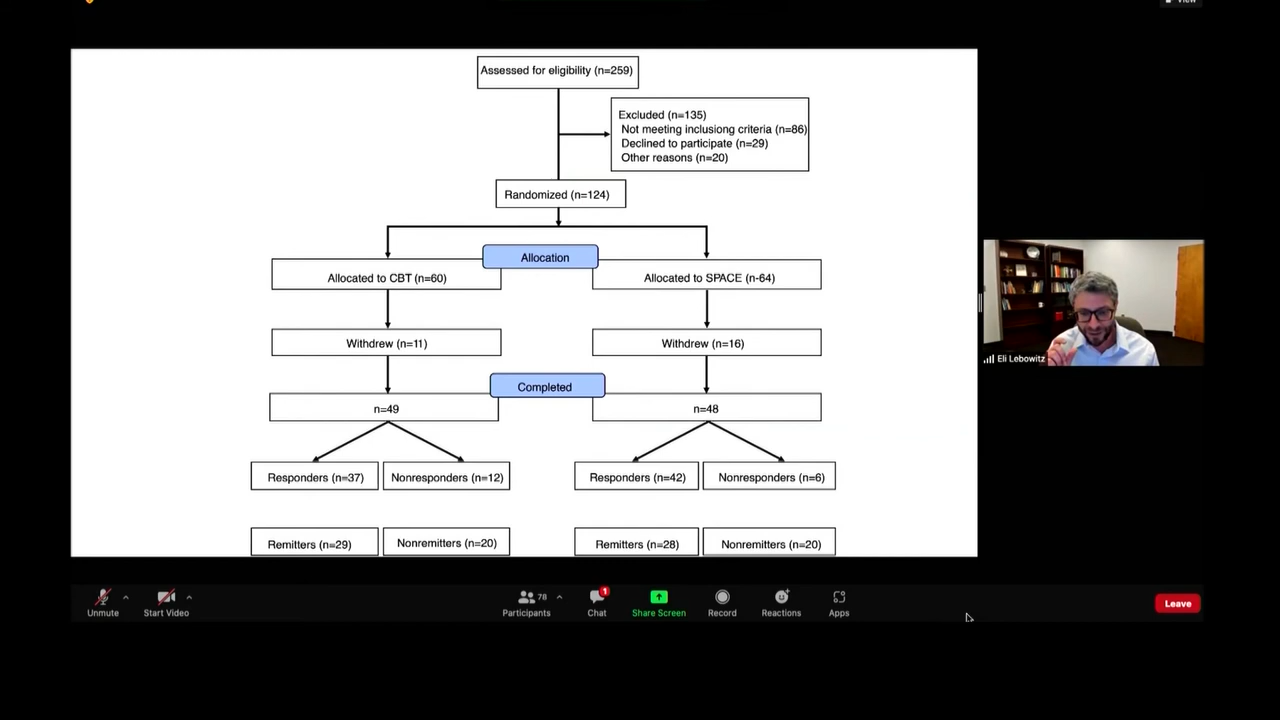 View
Assessed for eligibility (n=259)
Excluded (n=135)
Not meeting inclusiong criteria (n=86)
Declined to participate (n=29)
Other reasons (n=20)
Randomized (n=124)
Allocation
Allocated to CBT (n=60)
Allocated to SPACE (n-64)
Withdrew (n=11)
Withdrew (n=16)
Completed
n=49
n=48
Responders (n=37)
Nonresponders (n=12)
Responders (n=42)
Nonresponders (n=6)
Remitters (n=29)
Nonremitters (n=20)
Remitters (n=28)
Nonremitters (n=20)
Eli Lebowitz
Unmute
Start Video
78
Participants
1
Chat
Share Screen
Record
Reactions
Apps
Leave